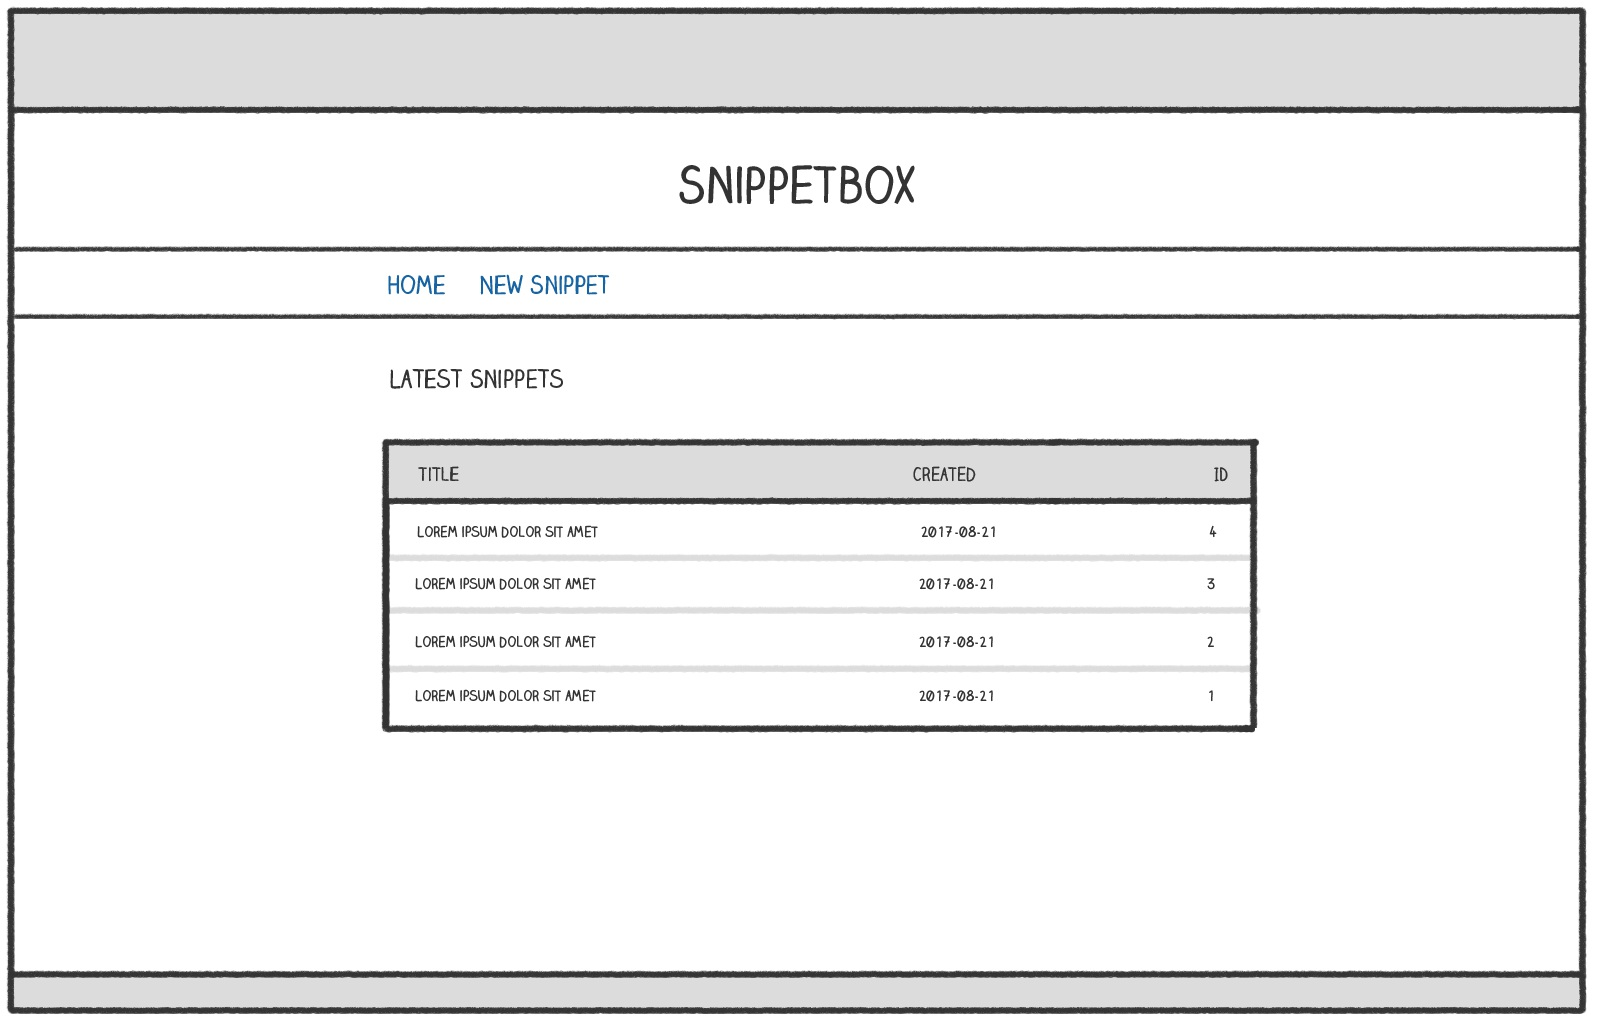 SNIPPETBOX
HOME NEW SNIPPET
LATEST SNIPPETS
TITLE CREATED ID
LOREM IPSUM DOLOR SIT AMET 2017-08-21 4
LOREM IPSUM DOLOR SIT AMET 2017-08-21 3
LOREM IPSUM DOLOR SIT AMET 2017-08-21 2
LOREM IPSUM DOLOR SIT AMET 2017-08-21 1